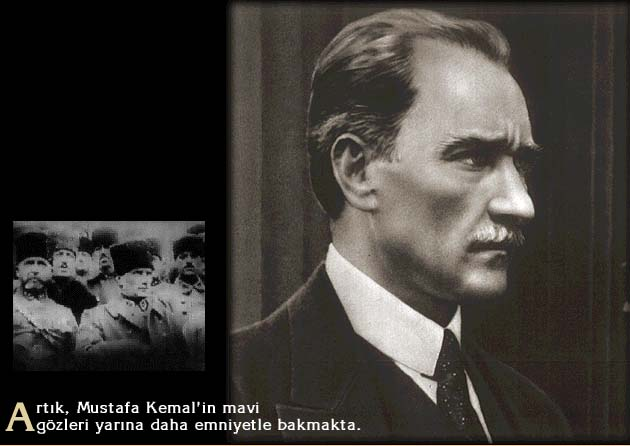 Artık, Mustafa Kemal'in mavi
gözleri yarına daha emniyetle bakmakta.